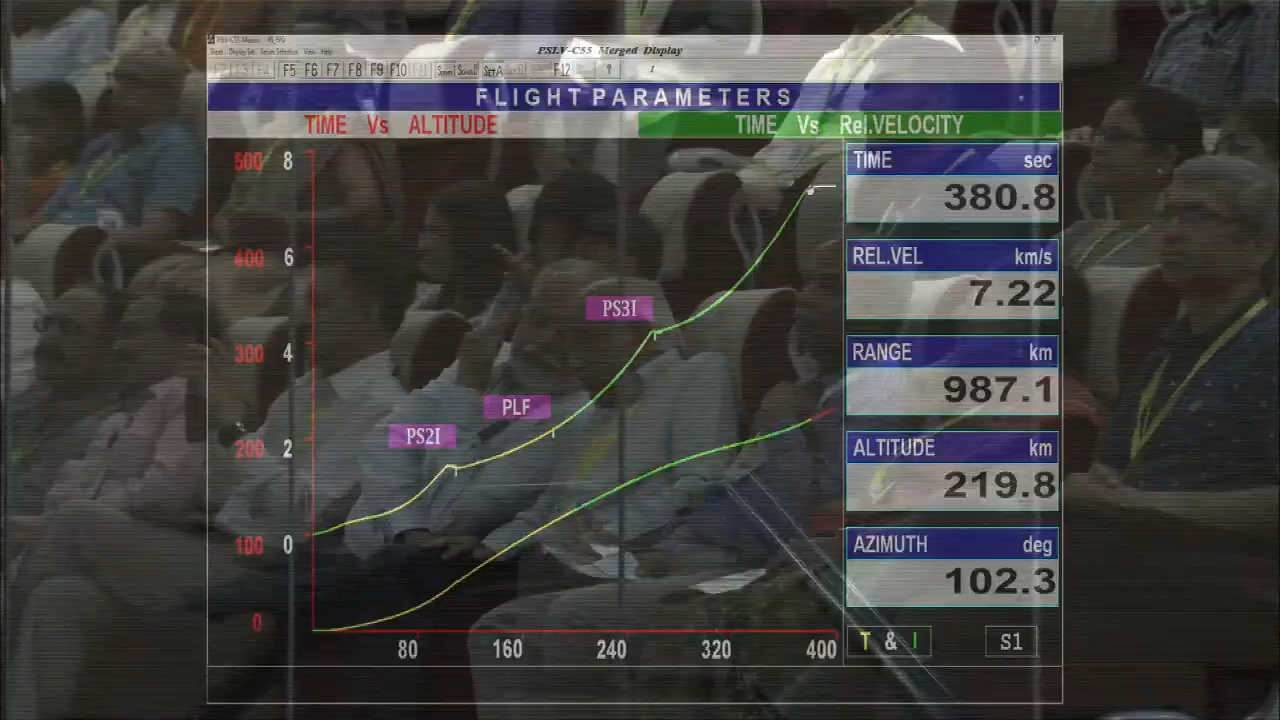 PSLV-C55 Merged Display
View Help
F5 F6 F7 F8 F9 F10 F12
FLIGHT PARAMETERS
TIME Vs ALTITUDE
TIME Vs Rel.VELOCITY
500 8
400 6
300 4
200 2
100 0
0
80 160 240 320 400
PS2I
PLF
PS3I
TIME sec
380.8
REL.VEL km/s
7.22
RANGE km
987.1
ALTITUDE km
219.8
AZIMUTH deg
102.3
T & I
S1